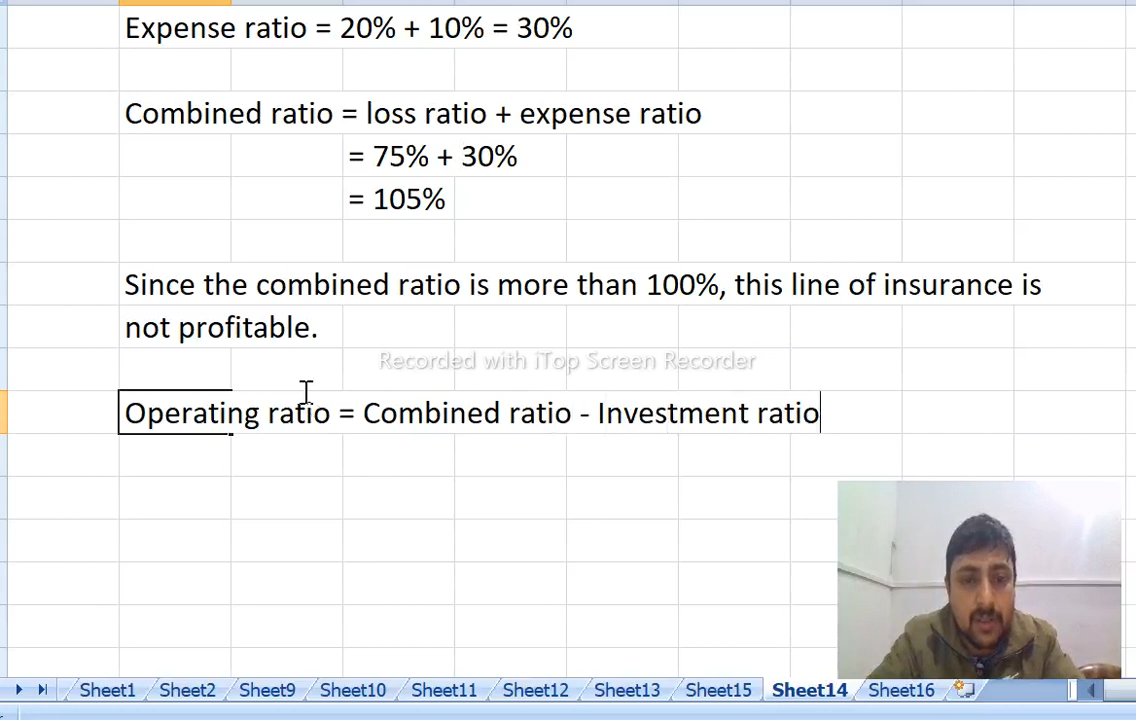 Expense ratio = 20% + 10% = 30%
Combined ratio = loss ratio + expense ratio
= 75% + 30%
= 105%
Since the combined ratio is more than 100%, this line of insurance is
not profitable.
Recorded with iTop Screen Recorder
Operating ratio = Combined ratio - Investment ratio
Sheet1 Sheet2 Sheet9 Sheet10 Sheet11 Sheet12 Sheet13 Sheet15 Sheet14 Sheet16